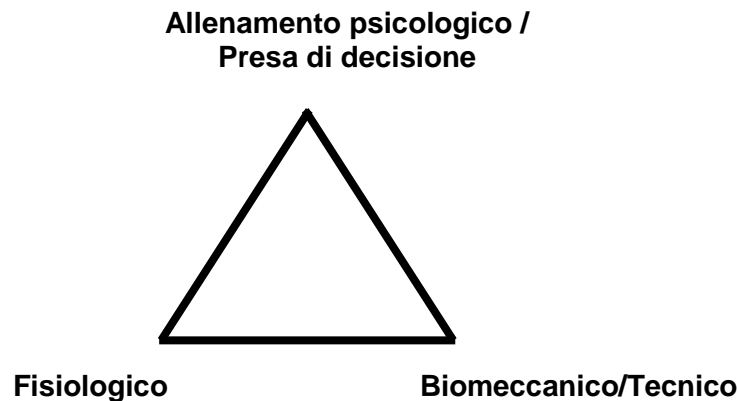 Allenamento psicologico /
Presa di decisione
Fisiologico
Biomeccanico/Tecnico